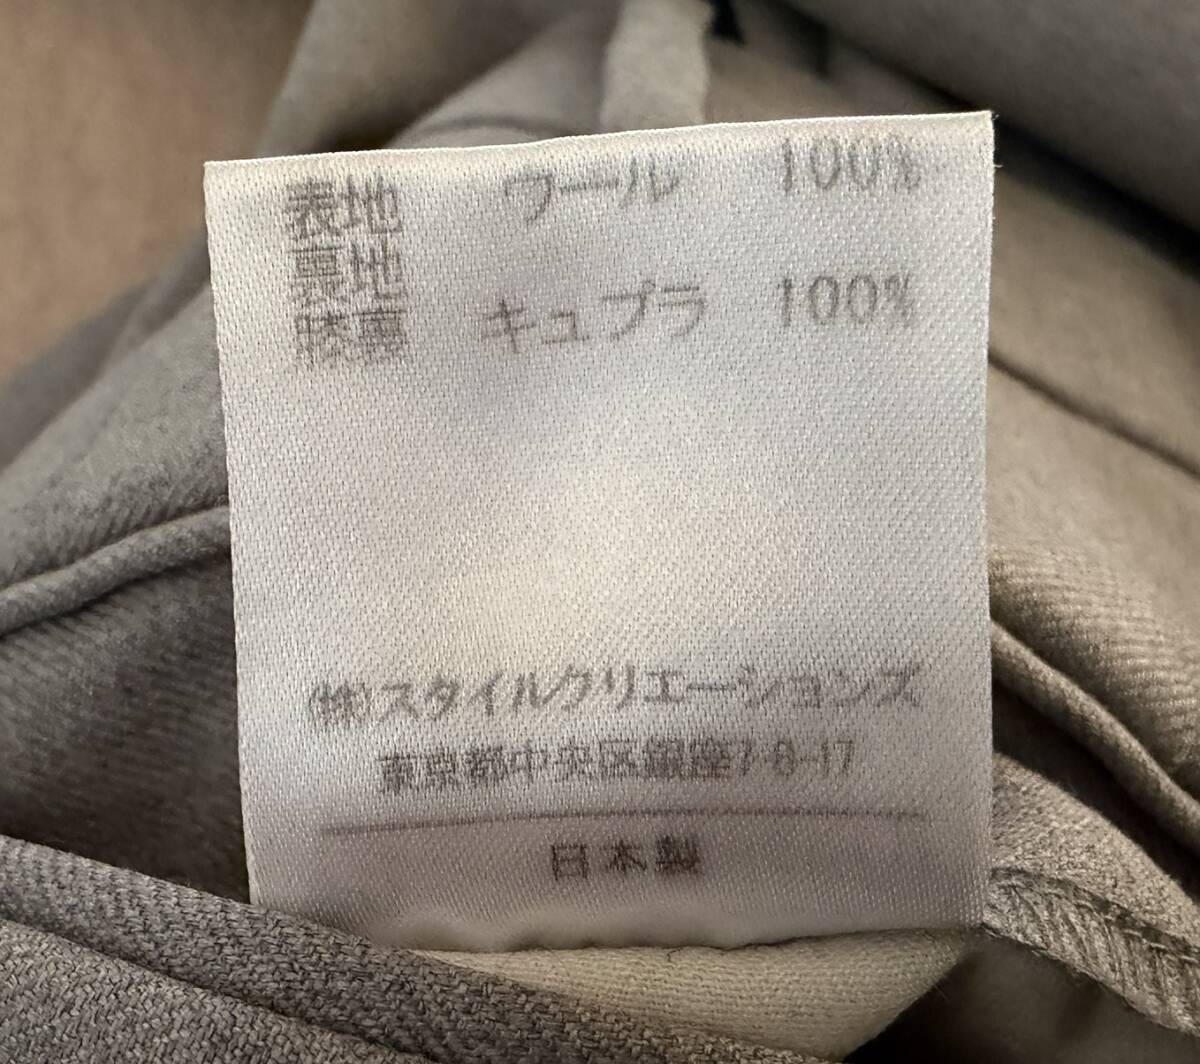 表地 ウール 100%
裏地
膝裏 キュプラ 100%
㈱スタイルクリエーションズ
東京都中央区銀座7-8-17
日本製